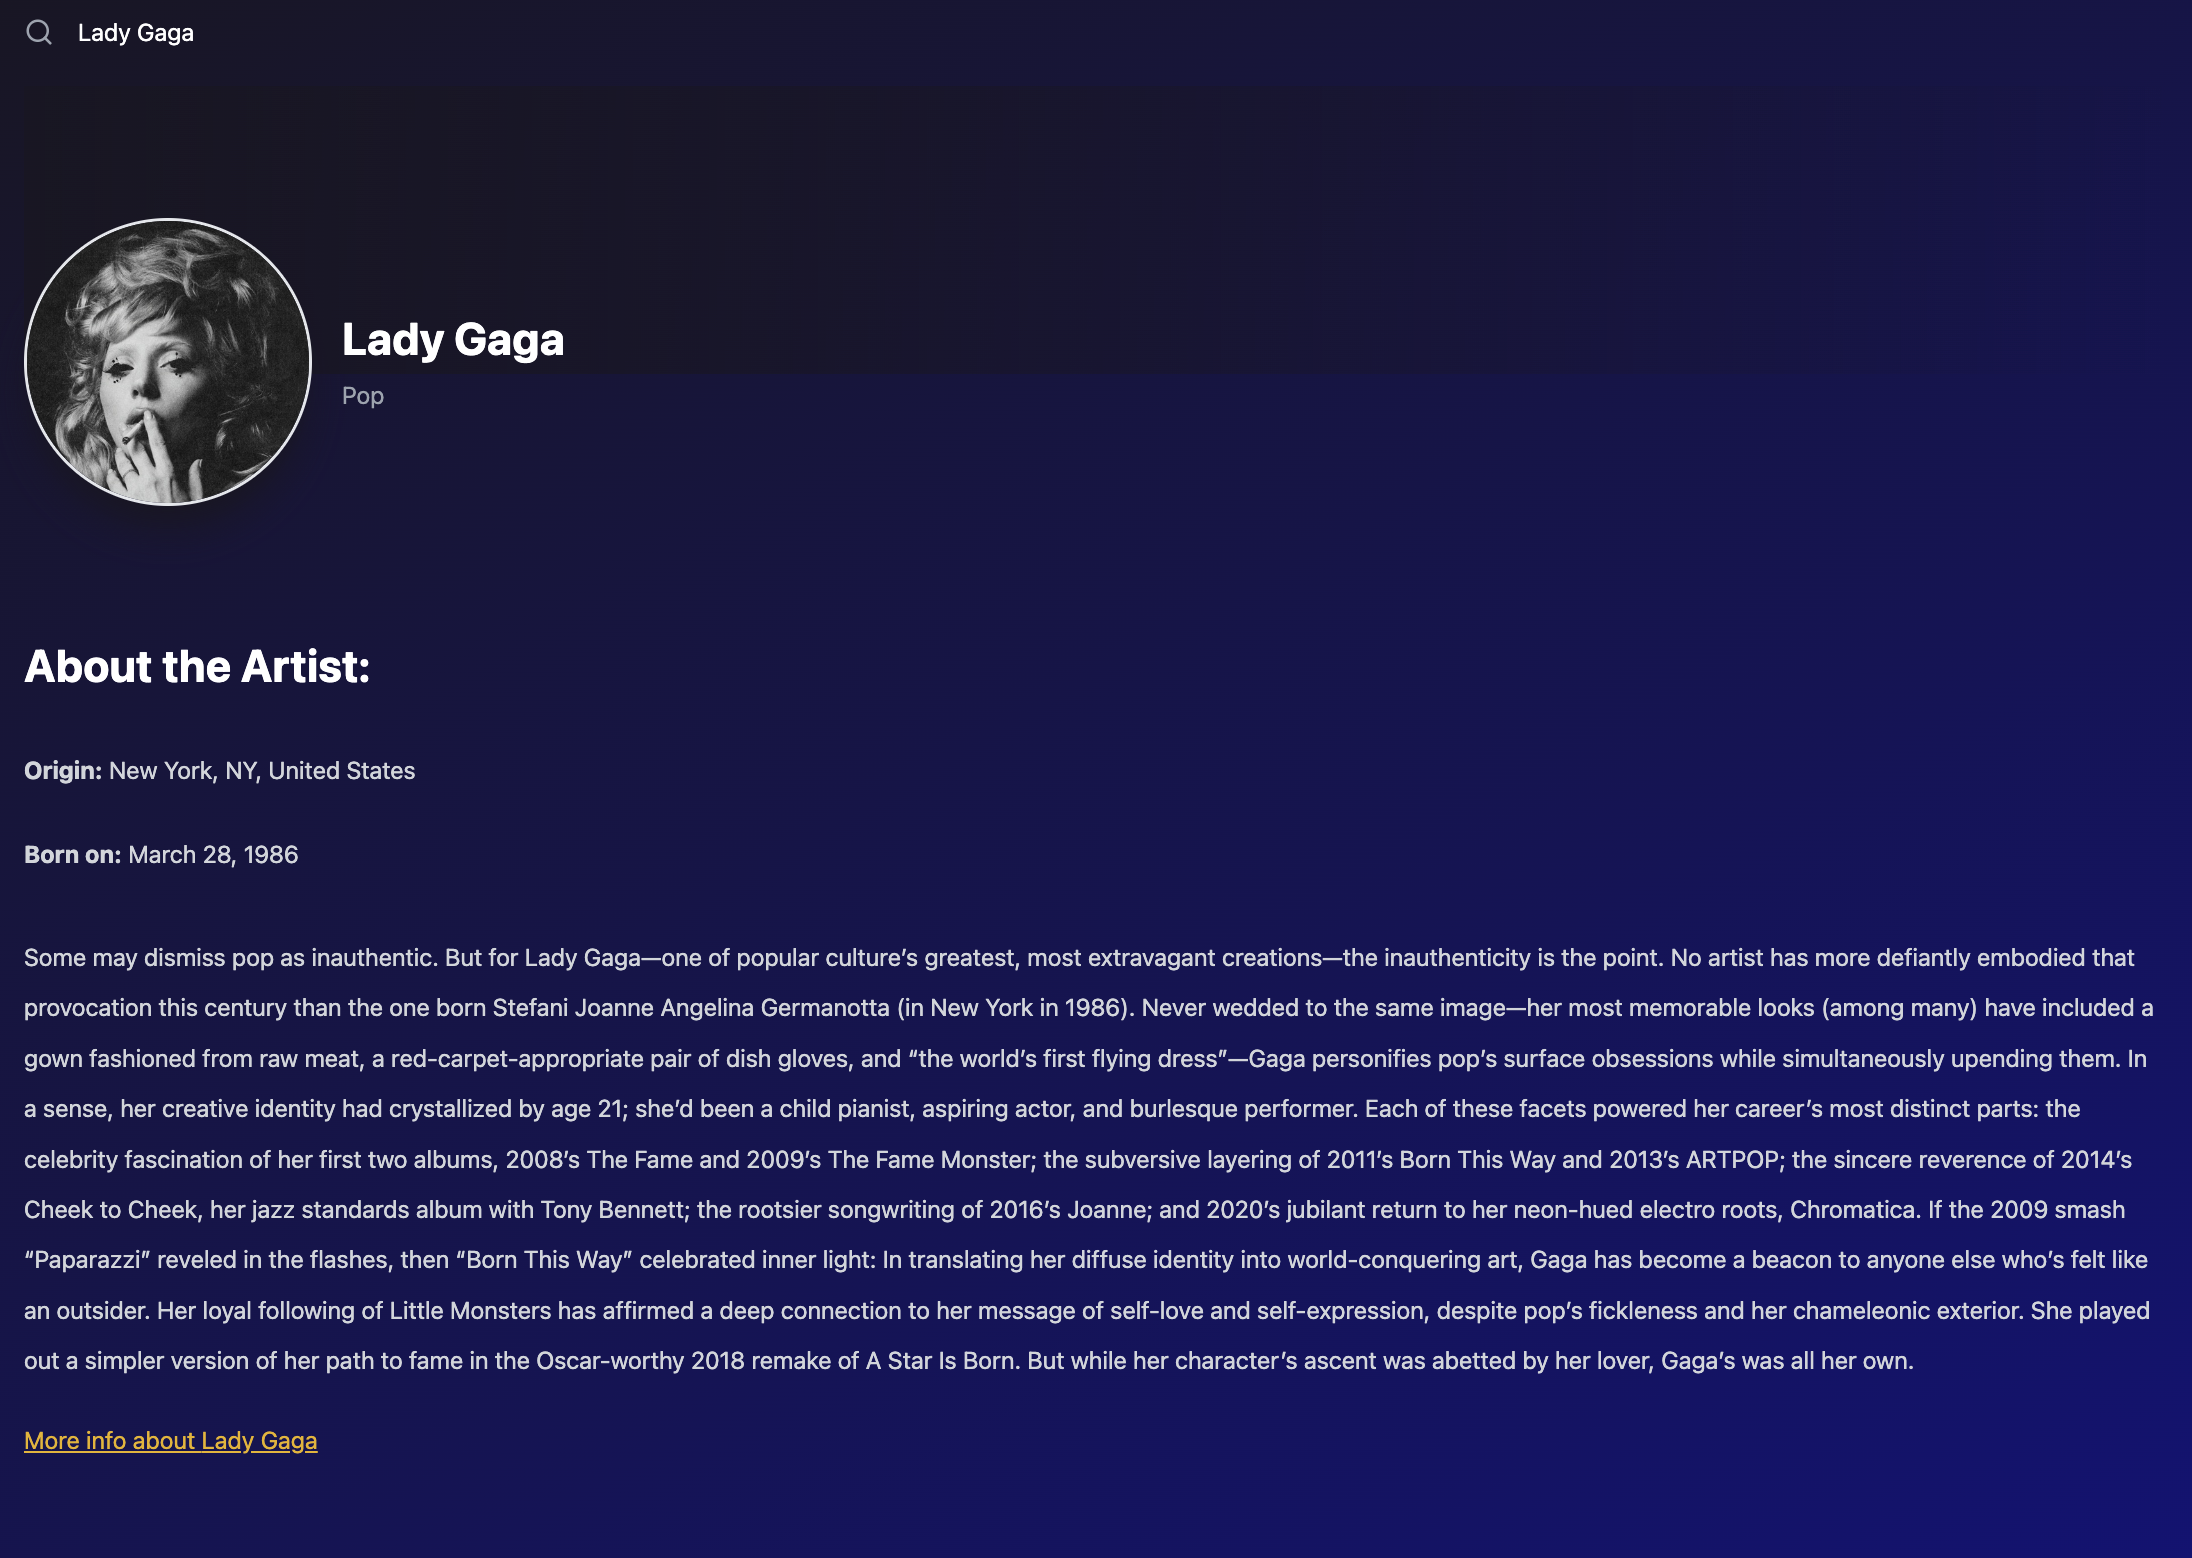 Lady Gaga
Lady Gaga
Pop
About the Artist:
Origin: New York, NY, United States
Born on: March 28, 1986
Some may dismiss pop as inauthentic. But for Lady Gaga—one of popular culture’s greatest, most extravagant creations—the inauthenticity is the point. No artist has more defiantly embodied that
provocation this century than the one born Stefani Joanne Angelina Germanotta (in New York in 1986). Never wedded to the same image—her most memorable looks (among many) have included a
gown fashioned from raw meat, a red-carpet-appropriate pair of dish gloves, and “the world’s first flying dress”—Gaga personifies pop’s surface obsessions while simultaneously upending them. In
a sense, her creative identity had crystallized by age 21; she’d been a child pianist, aspiring actor, and burlesque performer. Each of these facets powered her career’s most distinct parts: the
celebrity fascination of her first two albums, 2008’s The Fame and 2009’s The Fame Monster; the subversive layering of 2011’s Born This Way and 2013’s ARTPOP; the sincere reverence of 2014’s
Cheek to Cheek, her jazz standards album with Tony Bennett; the rootsier songwriting of 2016’s Joanne; and 2020’s jubilant return to her neon-hued electro roots, Chromatica. If the 2009 smash
“Paparazzi” reveled in the flashes, then “Born This Way” celebrated inner light: In translating her diffuse identity into world-conquering art, Gaga has become a beacon to anyone else who’s felt like
an outsider. Her loyal following of Little Monsters has affirmed a deep connection to her message of self-love and self-expression, despite pop’s fickleness and her chameleonic exterior. She played
out a simpler version of her path to fame in the Oscar-worthy 2018 remake of A Star Is Born. But while her character’s ascent was abetted by her lover, Gaga’s was all her own.
More info about Lady Gaga